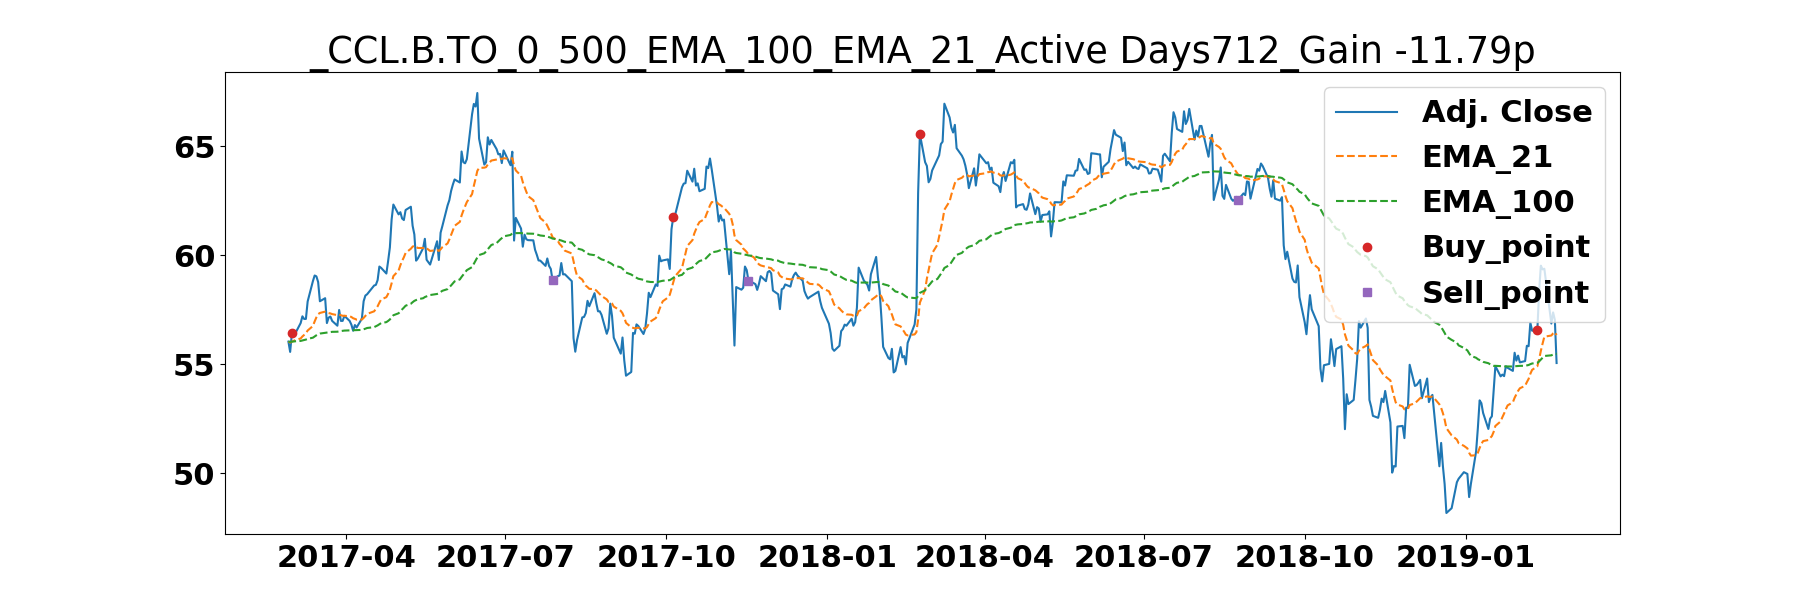 _CCL.B.TO_0_500_EMA_100_EMA_21_Active Days712_Gain -11.79p
Adj. Close
EMA_21
EMA_100
Buy_point
Sell_point
65
60
55
50
2017-04 2017-07 2017-10 2018-01 2018-04 2018-07 2018-10 2019-01